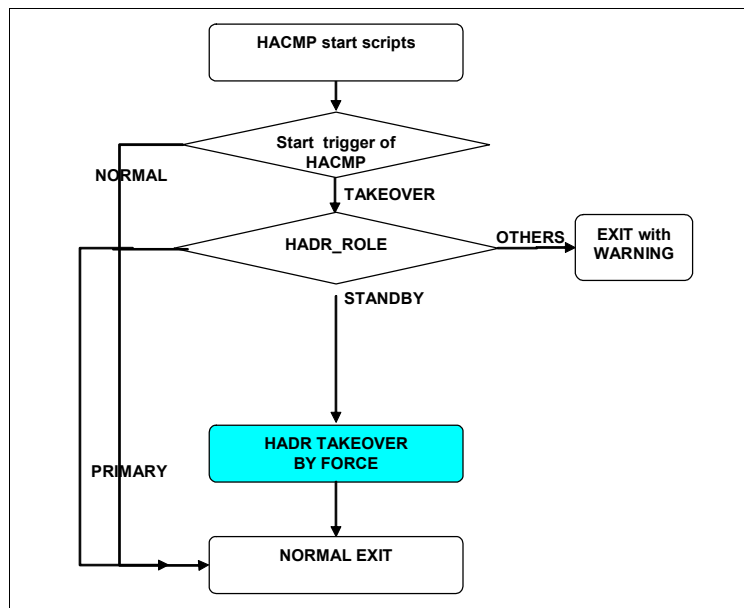 HACMP start scripts
Start trigger of
HACMP
NORMAL
TAKEOVER
HADR_ROLE
OTHERS
EXIT with
WARNING
STANDBY
HADR TAKEOVER
BY FORCE
PRIMARY
NORMAL EXIT